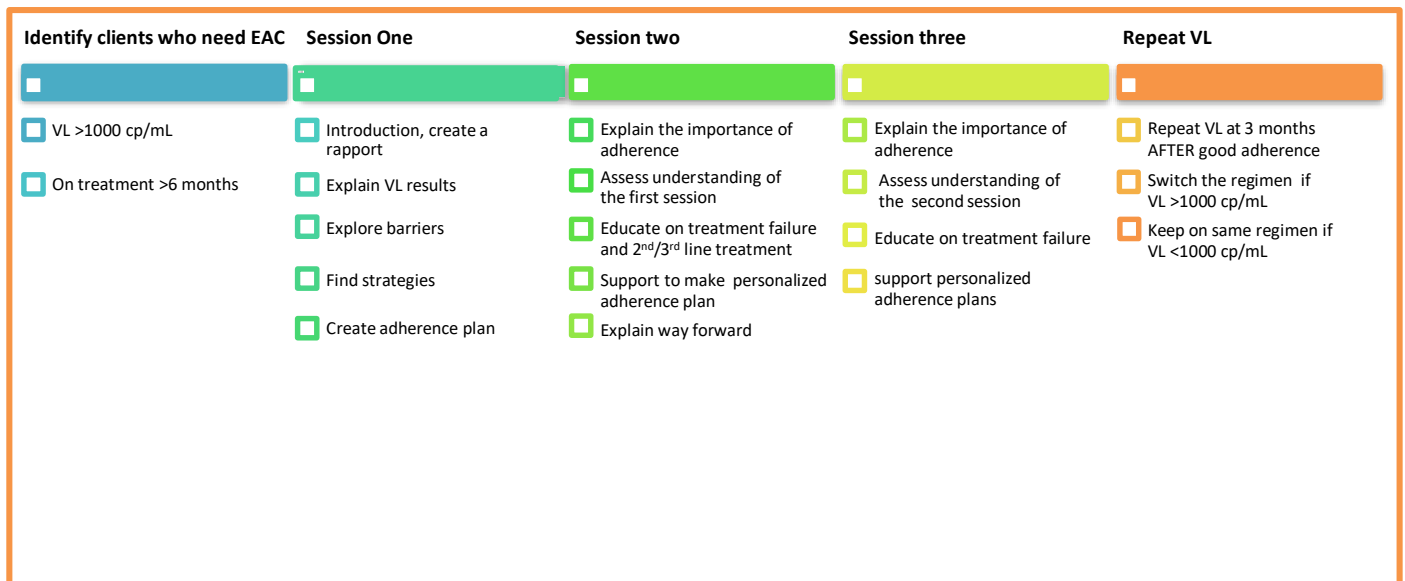 Identify clients who need EAC
VL >1000 cp/mL
On treatment >6 months
Session One
Introduction, create a
rapport
Explain VL results
Explore barriers
Find strategies
Create adherence plan
Session two
Explain the importance of
adherence
Assess understanding of
the first session
Educate on treatment failure
and 2nd/3rd line treatment
Support to make personalized
adherence plan
Explain way forward
Session three
Explain the importance of
adherence
Assess understanding of
the second session
Educate on treatment failure
support personalized
adherence plans
Repeat VL
Repeat VL at 3 months
AFTER good adherence
Switch the regimen if
VL >1000 cp/mL
Keep on same regimen if
VL <1000 cp/mL